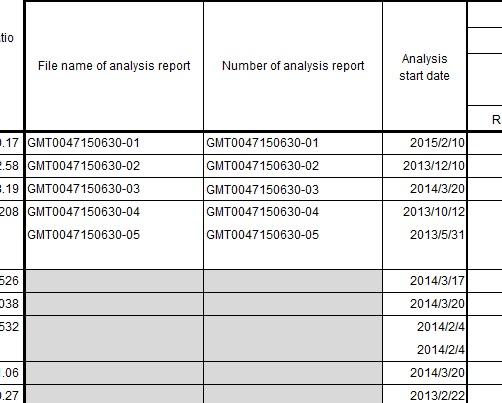 tio
File name of analysis report Number of analysis report Analysis
start date
R
0.17 GMT0047150630-01 GMT0047150630-01 2015/2/10
2.58 GMT0047150630-02 GMT0047150630-02 2013/12/10
3.19 GMT0047150630-03 GMT0047150630-03 2014/3/20
208 GMT0047150630-04 GMT0047150630-04 2013/10/12
GMT0047150630-05 GMT0047150630-05 2013/5/31
526 2014/3/17
038 2014/3/20
532 2014/2/4
2014/2/4
.06 2014/3/20
0.27 2013/2/22